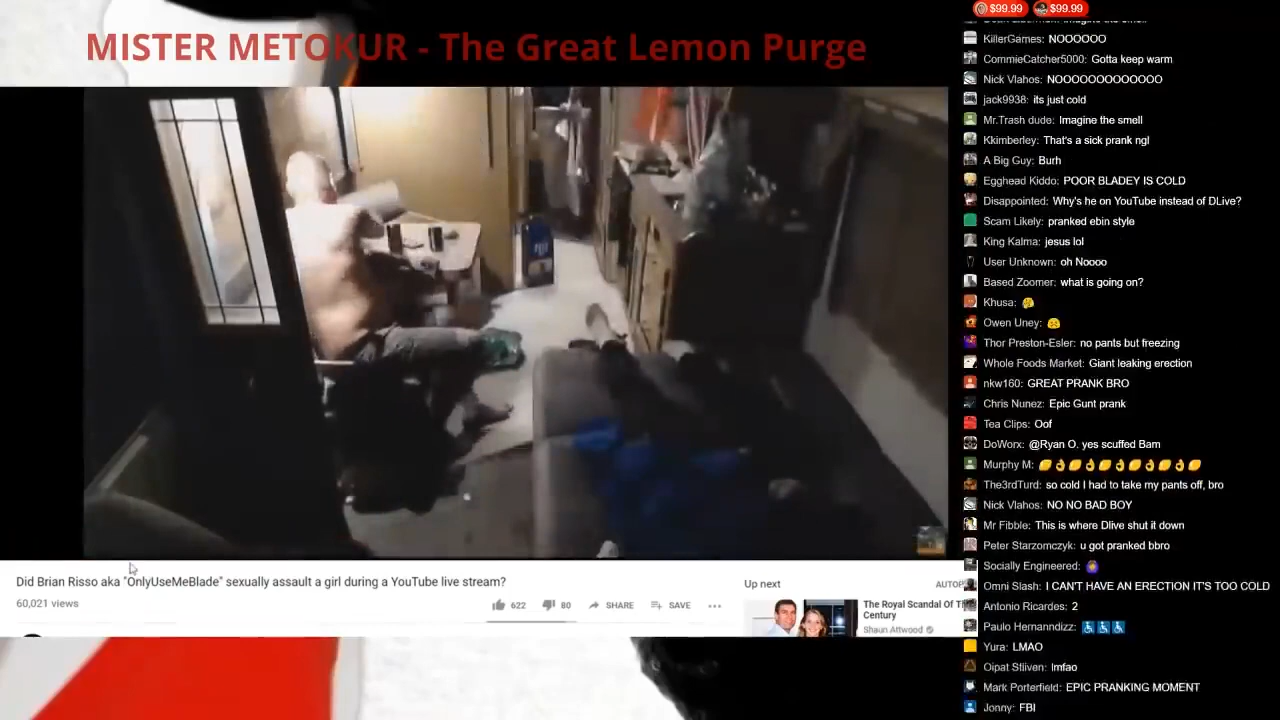 MISTER METOKUR - The Great Lemon Purge
Did Brian Risso aka "OnlyUseMeBlade" sexually assault a girl during a YouTube live stream?
60,021 views
622
80
SHARE
SAVE
Up next
The Royal Scandal Of
Century
Shaun Attwood
$99.99
$99.99
KillerGames: NOOOOOO
CommieCatcher5000: Gotta keep warm
Nick Vlahos: NOOOOOOOOOOOOO
jack9938: its just cold
Mr.Trash dude: Imagine the smell
Kkimberley: That's a sick prank ngl
A Big Guy: Burh
Egghead Kiddo: POOR BLADEY IS COLD
Disappointed: Why's he on YouTube instead of DLive?
Scam Likely: pranked ebin style
King Kalma: jesus lol
User Unknown: oh Noooo
Based Zoomer: what is going on?
Khusa: 
Owen Uney: 
Thor Preston-Esler: no pants but freezing
Whole Foods Market: Giant leaking erection
nkw160: GREAT PRANK BRO
Chris Nunez: Epic Gunt prank
Tea Clips: Oof
DoWorx: @Ryan O. yes scuffed Bam
Murphy M: 🍋👌🍋👌🍋👌🍋👌🍋👌🍋
The3rdTurd: so cold I had to take my pants off, bro
Nick Vlahos: NO NO BAD BOY
Mr Fibble: This is where Dlive shut it down
Peter Starzomczyk: u got pranked bbro
Socially Engineered: 
Omni Slash: I CAN'T HAVE AN ERECTION IT'S TOO COLD
Antonio Ricardes: 2
Paulo Hernanndizz: ♿♿♿
Yura: LMAO
Oipat Stiiven: lmfao
Mark Porterfield: EPIC PRANKING MOMENT
Jonny: FBI